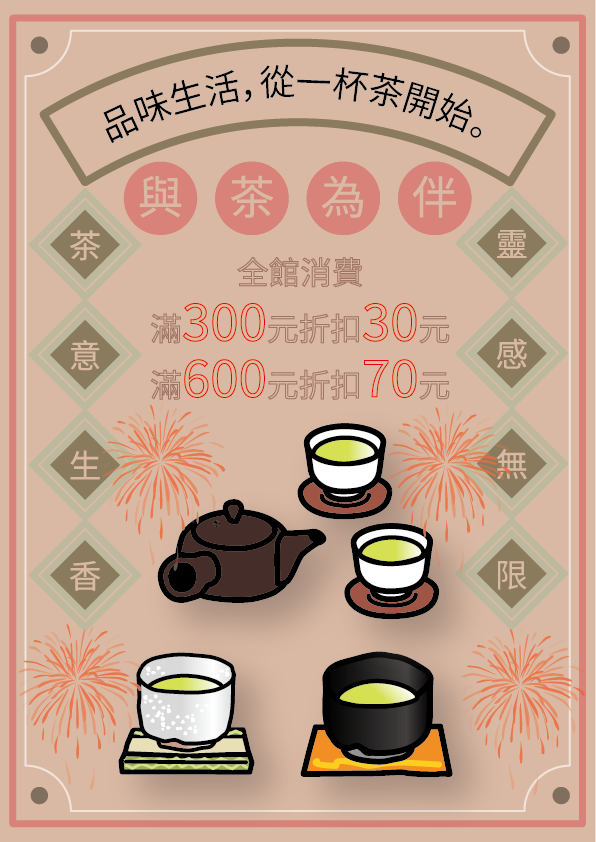 品味生活，從一杯茶開始。
與茶為伴
全館消費
滿300元折扣30元
滿600元折扣70元
茶意生香
靈感無限